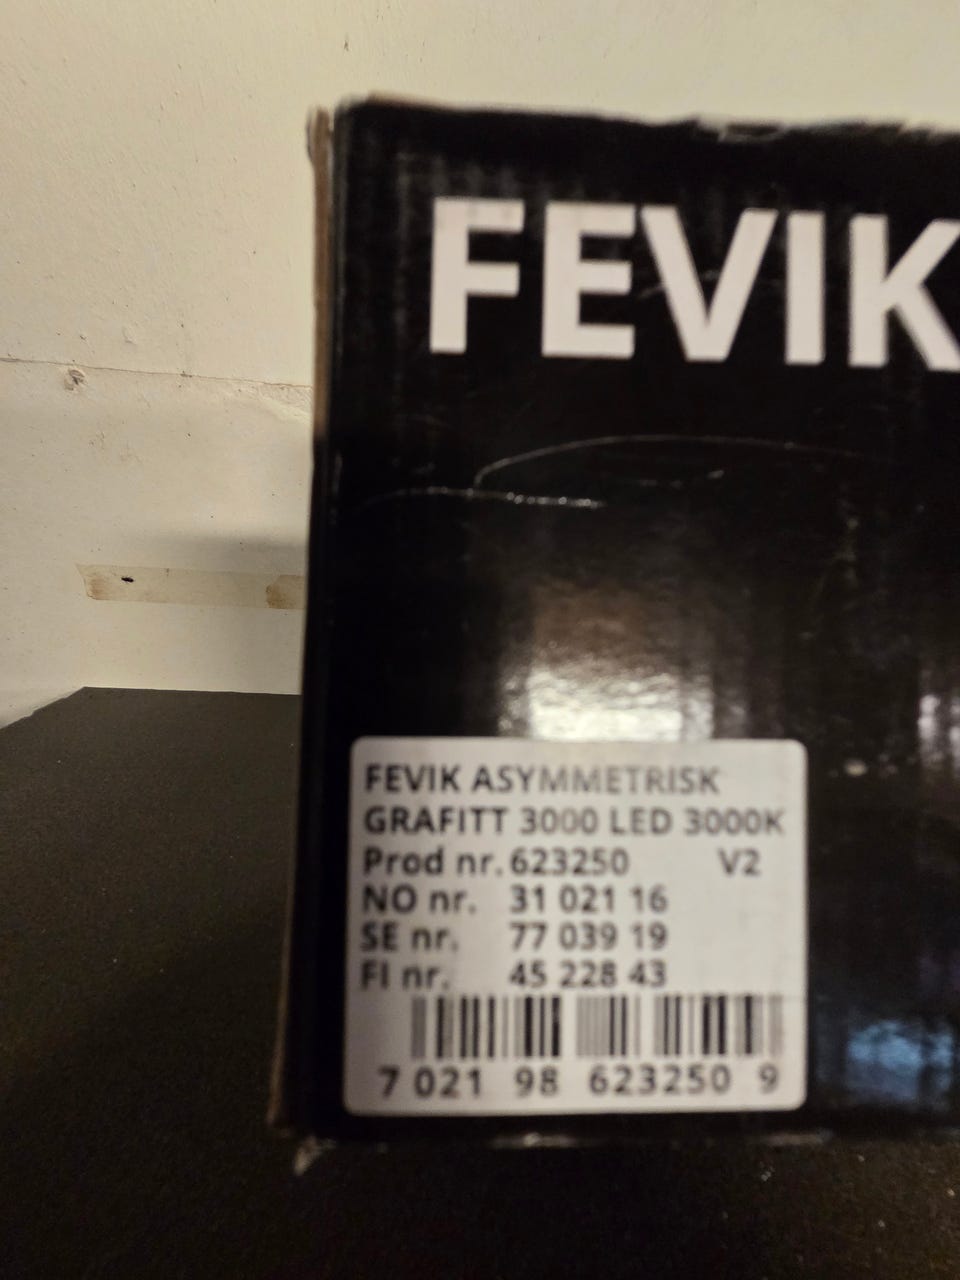 FEVIK
FEVIK ASYMMETRISK
GRAFITT 3000 LED 3000K
Prod nr. 623250 V2
NO nr. 31 021 16
SE nr. 77 039 19
FI nr. 45 228 43
7 021 98 623250 9